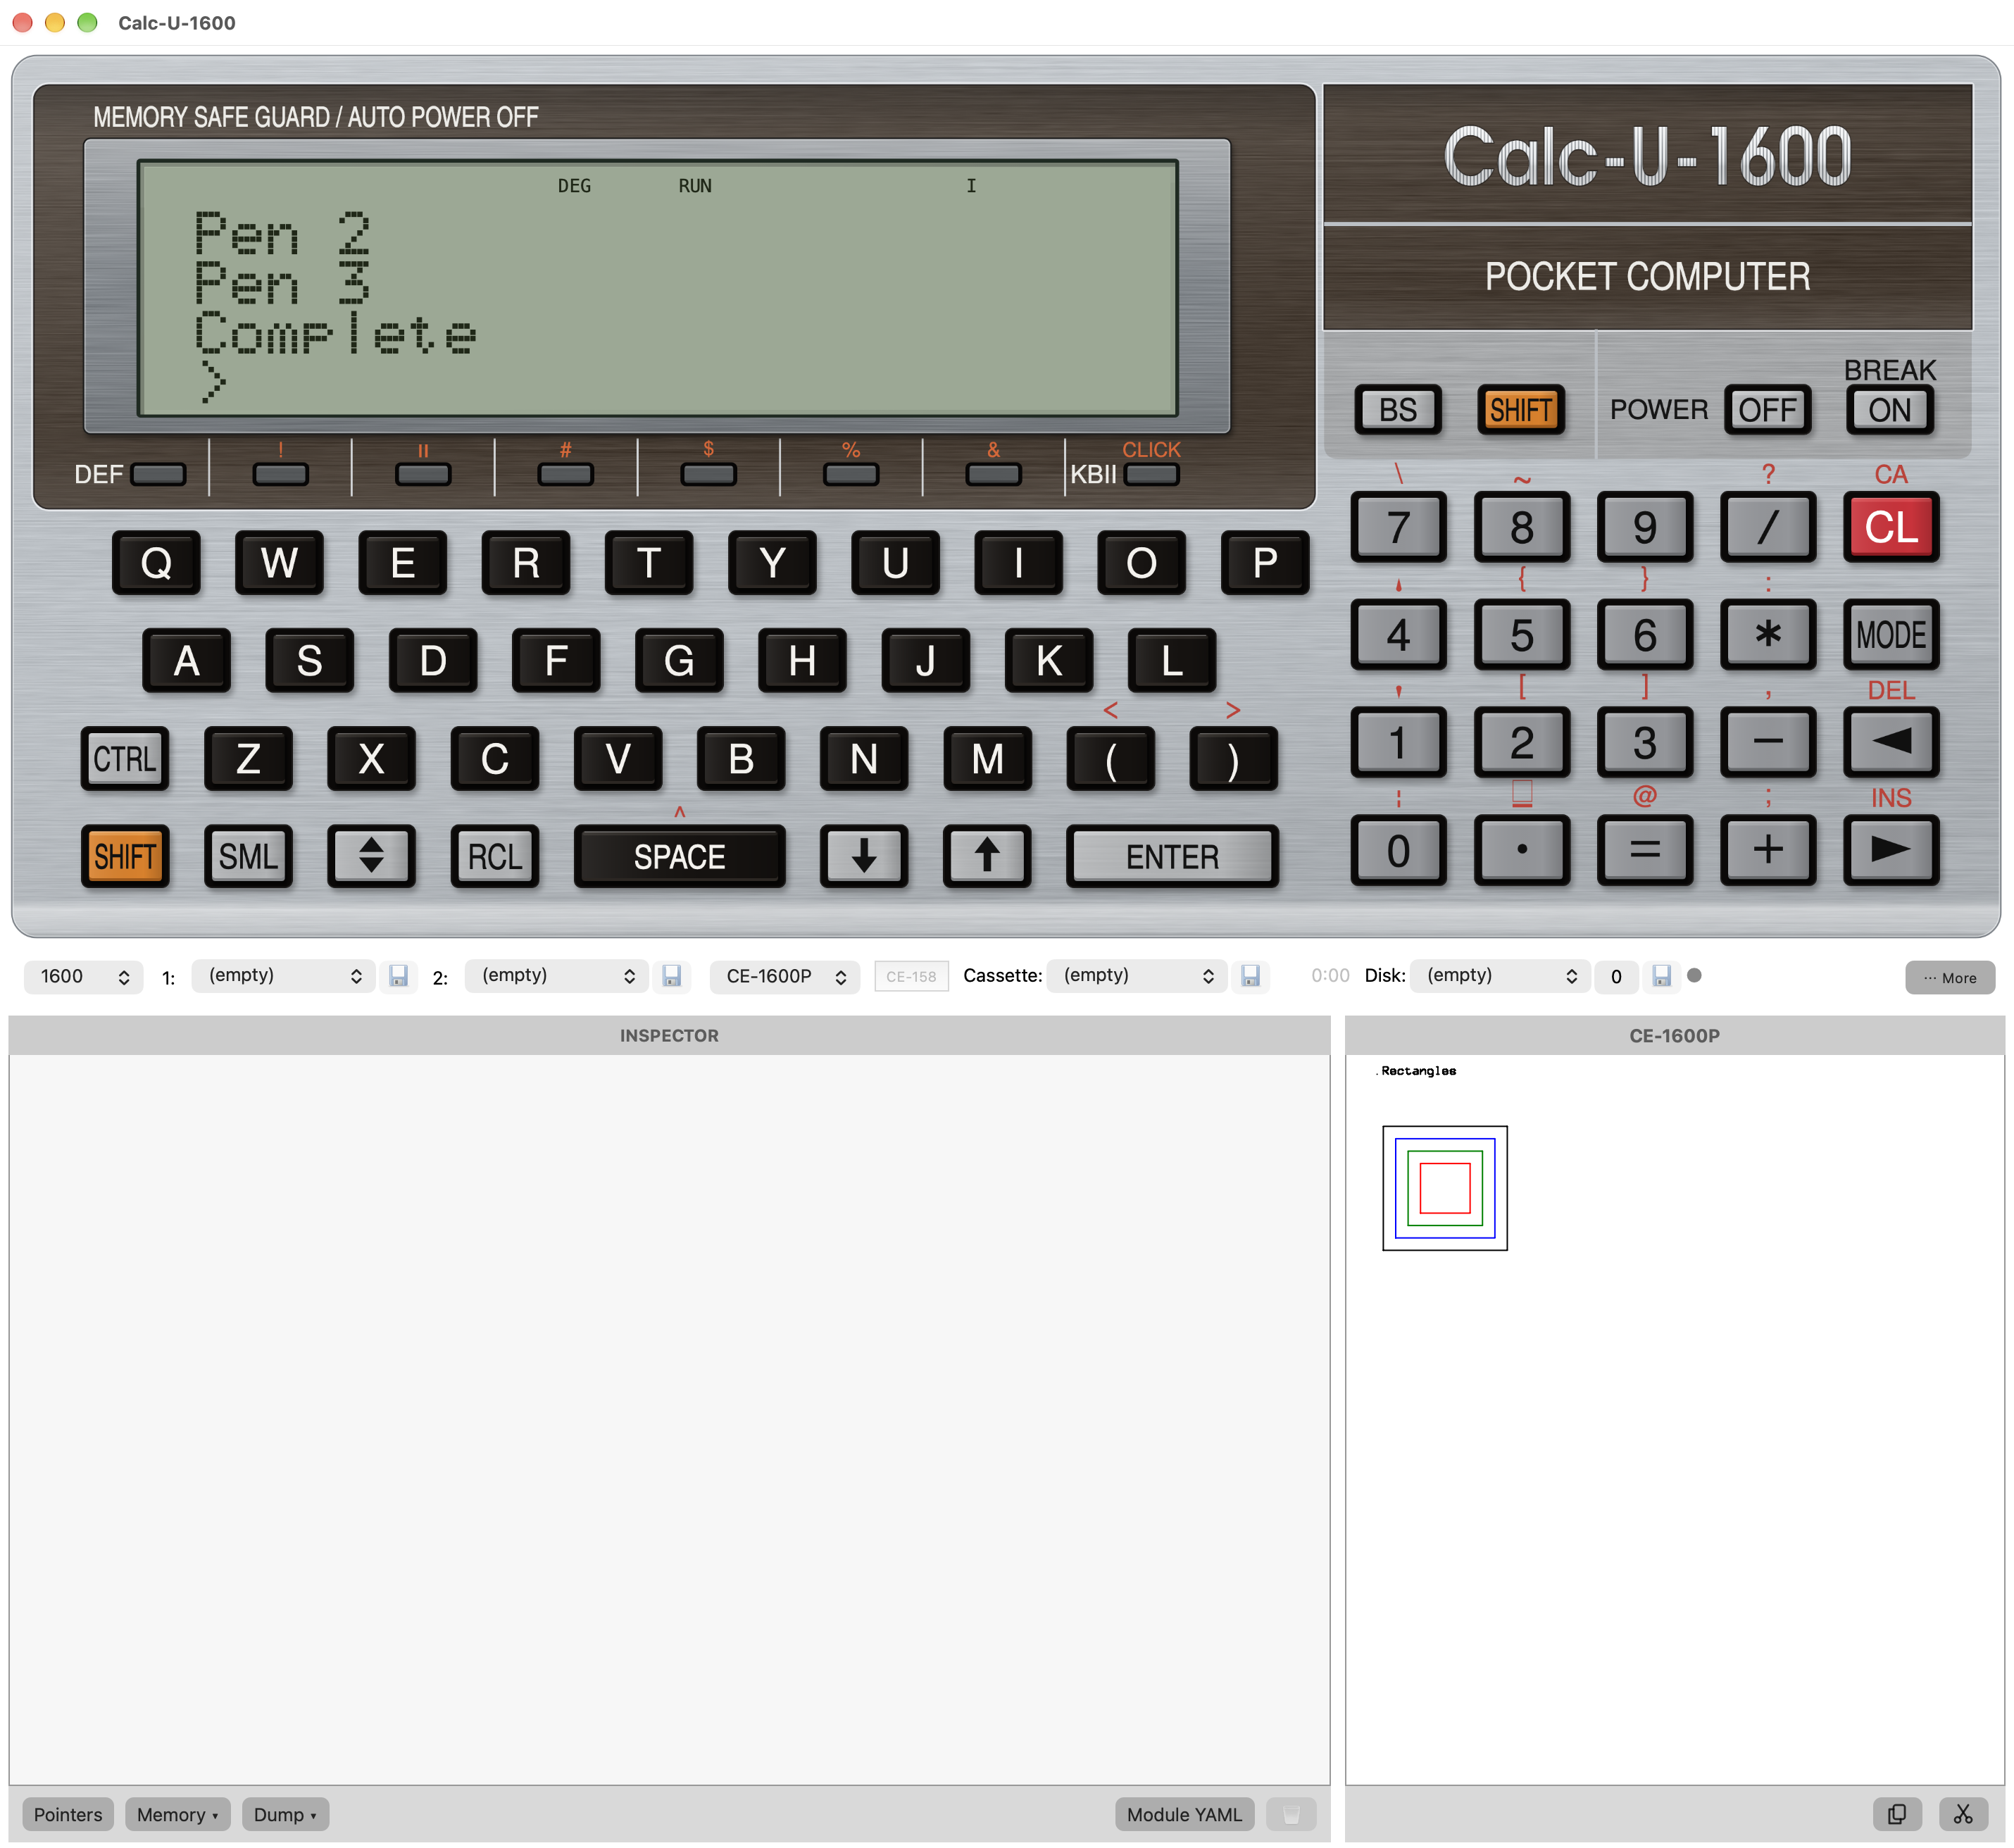 Calc-U-1600
MEMORY SAFE GUARD / AUTO POWER OFF
Calc-U-1600
POCKET COMPUTER
DEG RUN I
Pen 2
Pen 3
Complete
>
BREAK
BS SHIFT POWER OFF ON
! " # $ % & CLICK
DEF KBII
\ ~ ? CA
7 8 9 / CL
Q W E R T Y U I O P
{ } :
4 5 6 * MODE
A S D F G H J K L
[ ] , DEL
< >
1 2 3 −
CTRL Z X C V B N M ( )
¦ @ ; INS
^
SHIFT SML RCL SPACE ↓ ↑ ENTER
0 • = +
1600 1: (empty) 2: (empty) CE-1600P CE-158 Cassette: (empty) 0:00 Disk: (empty) 0 ··· More
INSPECTOR
CE-1600P
. Rectangles
Pointers Memory ▾ Dump ▾ Module YAML